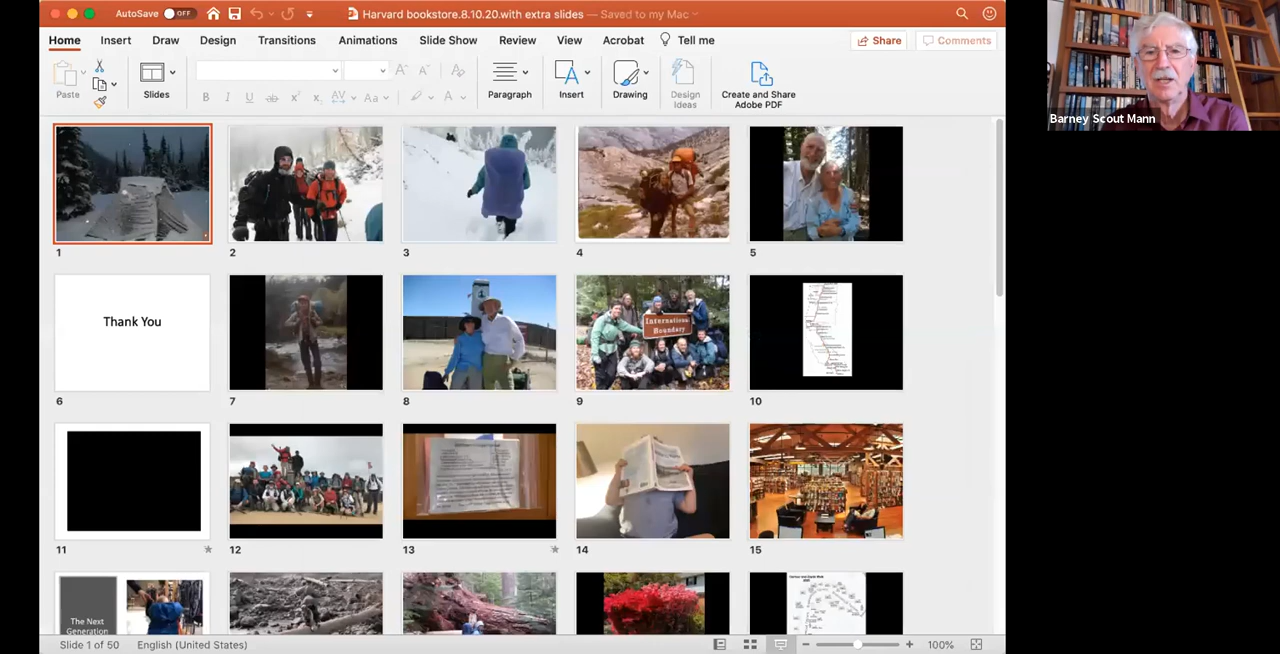 AutoSave OFF
Harvard bookstore.8.10.20.with extra slides — Saved to my Mac
Home Insert Draw Design Transitions Animations Slide Show Review View Acrobat Tell me Share Comments
Paste Slides Paragraph Insert Drawing Design Ideas Create and Share Adobe PDF
B I U ab x x AV Aa A
Barney Scout Mann
1 2 3 4 5
Thank You
International
Boundary
6 7 8 9 10
11 12 13 14 15
The Next
Generation
Slide 1 of 50 English (United States) 100%